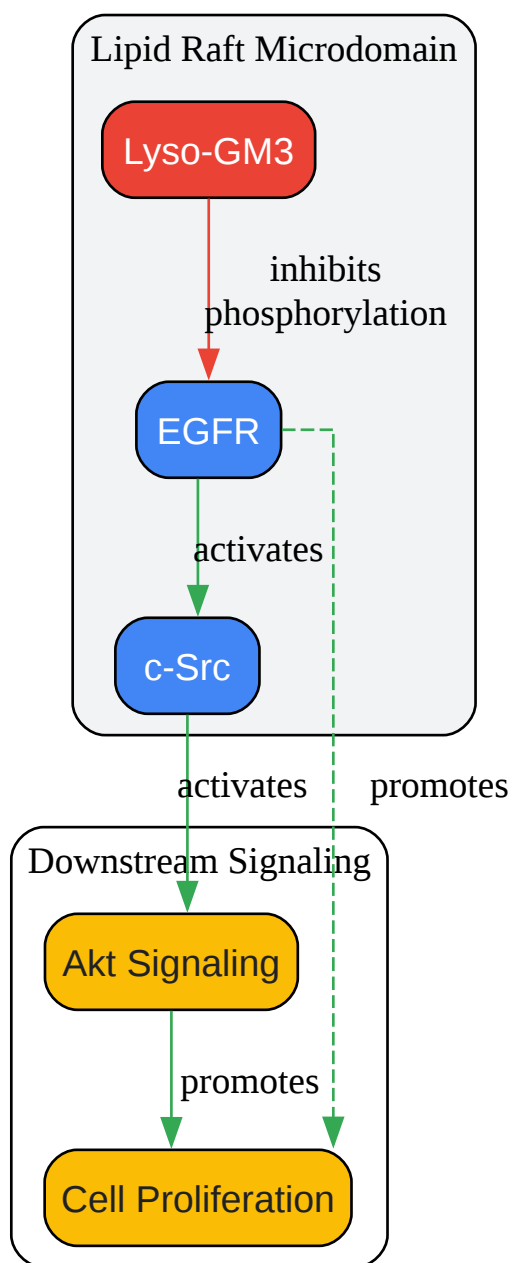 Lipid Raft Microdomain
Lyso-GM3
inhibits
phosphorylation
EGFR
activates
c-Src
activates
promotes
Downstream Signaling
Akt Signaling
promotes
Cell Proliferation